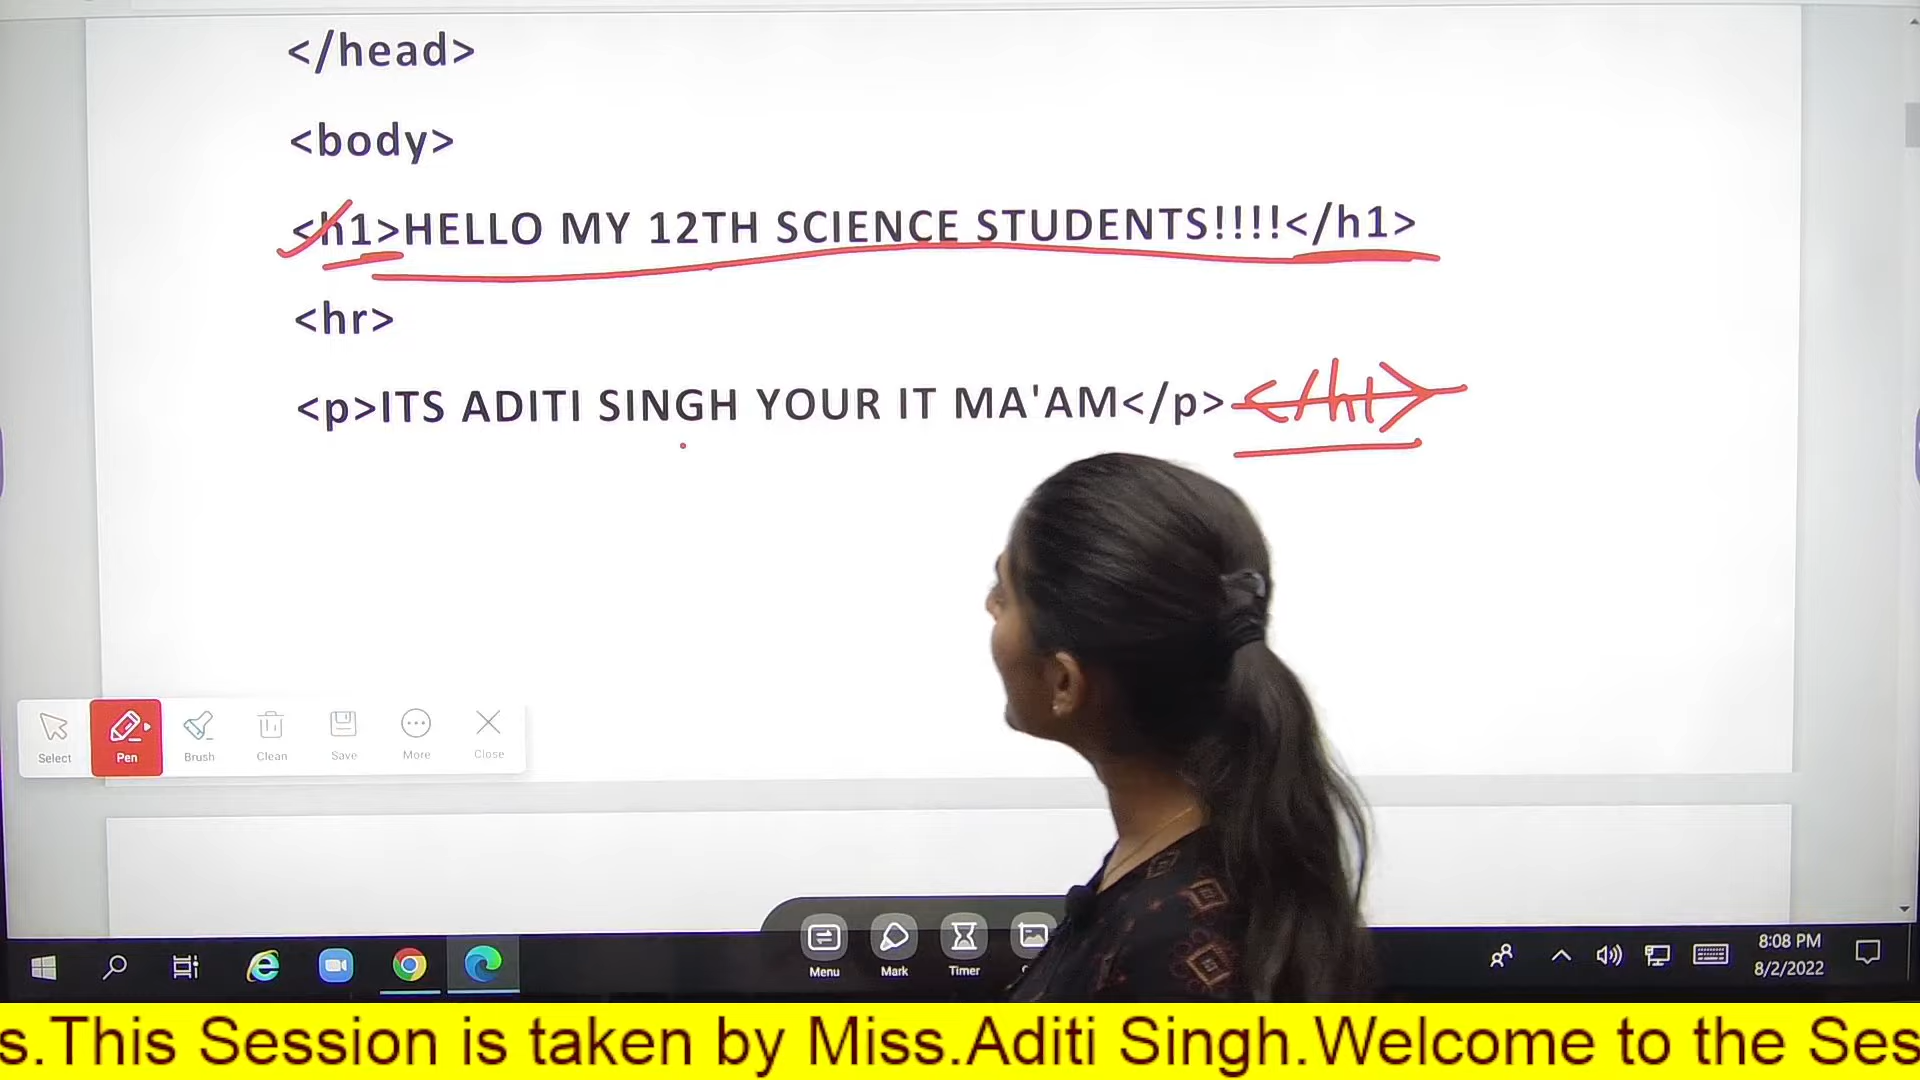 </head>
<body>
<h1>HELLO MY 12TH SCIENCE STUDENTS!!!!</h1>
<hr>
<p>ITS ADITI SINGH YOUR IT MA'AM</p> </h1>
Select
Pen
Brush
Clean
Save
More
Close
Menu
Mark
Timer
8:08 PM
8/2/2022
s.This Session is taken by Miss.Aditi Singh.Welcome to the Ses